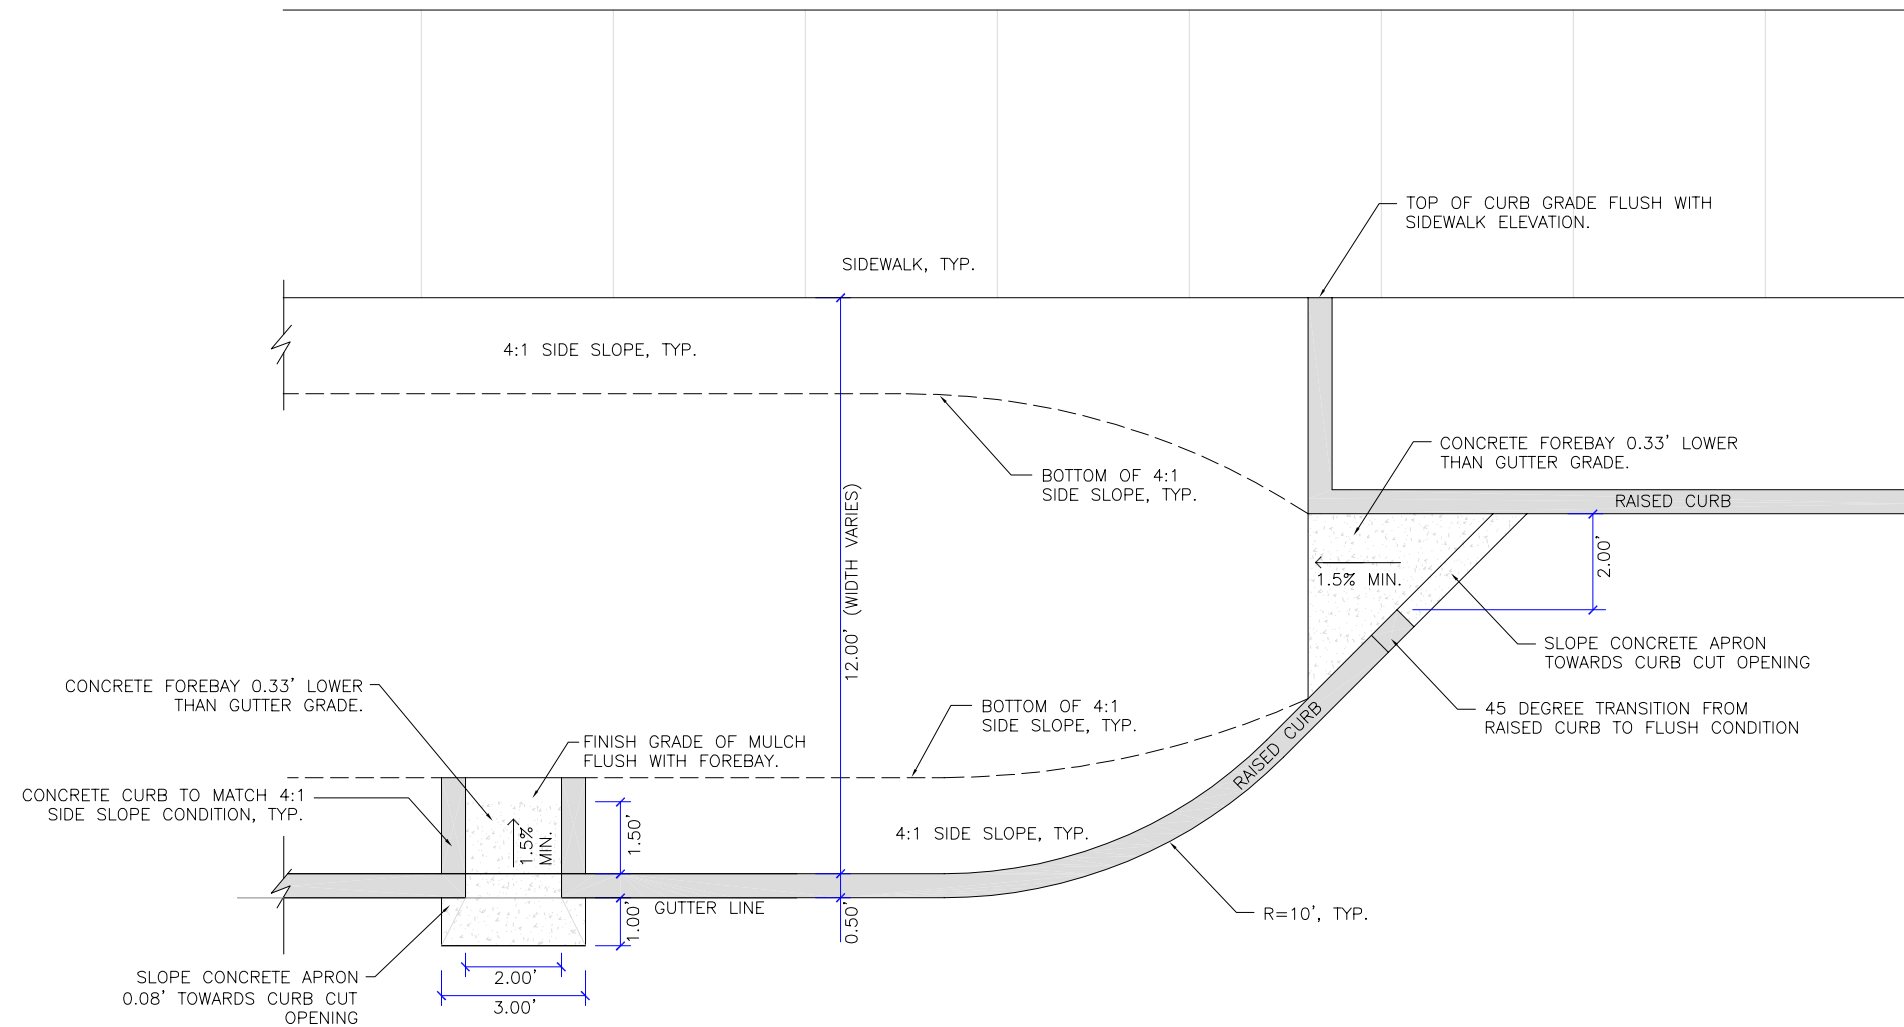 TOP OF CURB GRADE FLUSH WITH
SIDEWALK ELEVATION.
SIDEWALK, TYP.
4:1 SIDE SLOPE, TYP.
CONCRETE FOREBAY 0.33' LOWER
THAN GUTTER GRADE.
BOTTOM OF 4:1
SIDE SLOPE, TYP.
RAISED CURB
12.00' (WIDTH VARIES)
2.00'
1.5% MIN.
SLOPE CONCRETE APRON
TOWARDS CURB CUT OPENING
CONCRETE FOREBAY 0.33' LOWER
THAN GUTTER GRADE.
BOTTOM OF 4:1
SIDE SLOPE, TYP.
45 DEGREE TRANSITION FROM
RAISED CURB TO FLUSH CONDITION
RAISED CURB
FINISH GRADE OF MULCH
FLUSH WITH FOREBAY.
CONCRETE CURB TO MATCH 4:1
SIDE SLOPE CONDITION, TYP.
1.5%
MIN.
1.50'
4:1 SIDE SLOPE, TYP.
GUTTER LINE
1.00'
0.50'
R=10', TYP.
SLOPE CONCRETE APRON
0.08' TOWARDS CURB CUT
OPENING
2.00'
3.00'